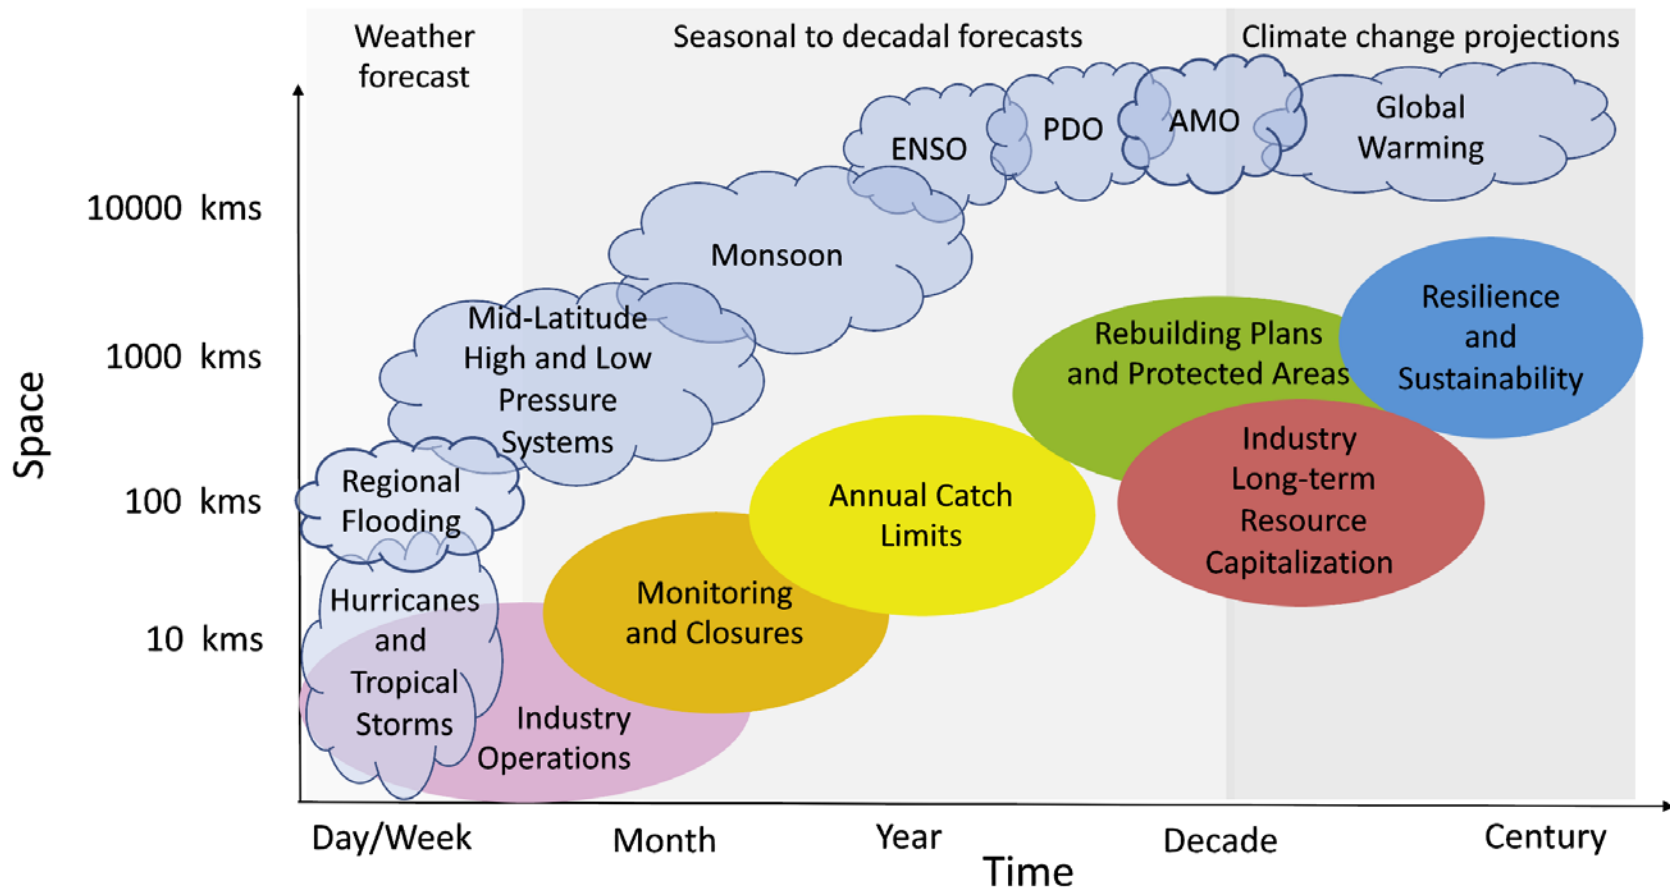 Weather
forecast
Seasonal to decadal forecasts
Climate change projections
ENSO
PDO
AMO
Global
Warming
10000 kms
Monsoon
Mid-Latitude
High and Low
Pressure
Systems
1000 kms
Rebuilding Plans
and Protected Areas
Resilience
and
Sustainability
Space
Regional
Flooding
100 kms
Annual Catch
Limits
Industry
Long-term
Resource
Capitalization
Hurricanes
and
Tropical
Storms
10 kms
Monitoring
and Closures
Industry
Operations
Day/Week
Month
Year
Decade
Century
Time